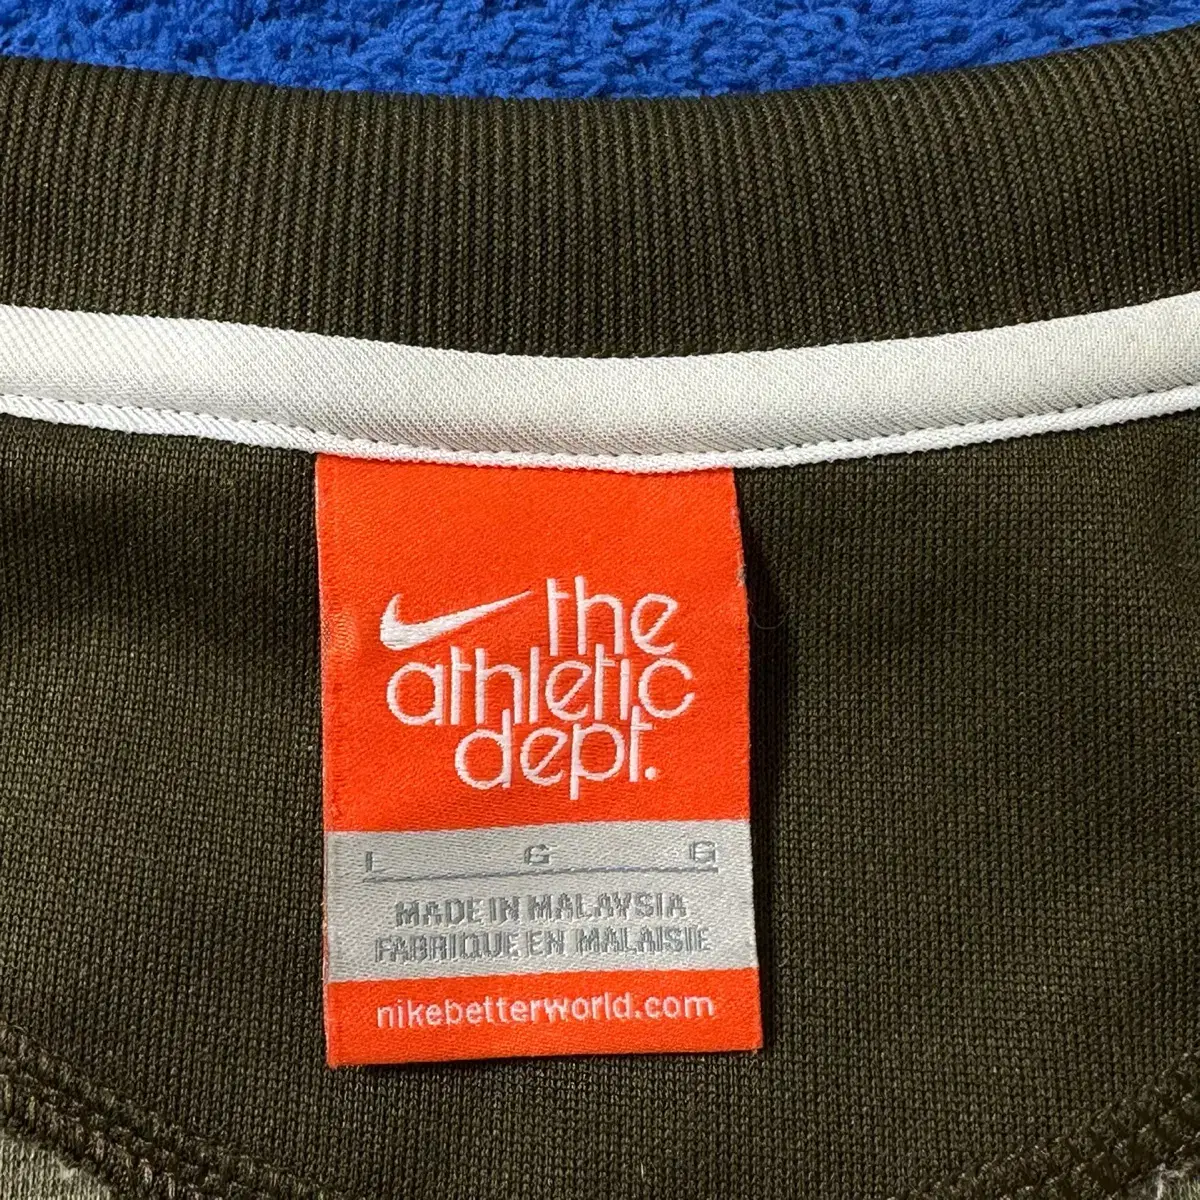 the
athletic
dept.
L G G
MADE IN MALAYSIA
FABRIQUE EN MALAISIE
nikebetterworld.com